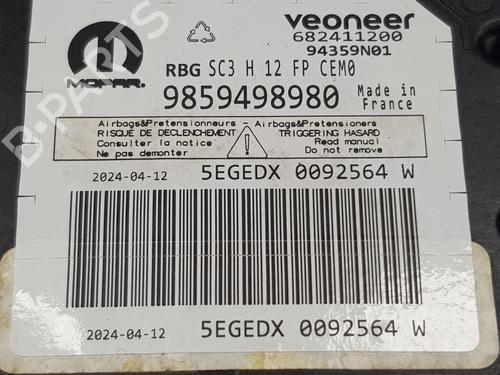 veoneer
682411200
94359N01
MOPAR.
RBG SC3 H 12 FP CEM0
9859498980 Made in France
Airbags&Pretensionneurs - Airbags&Pretensioners
RISQUE DE DECLENCHEMENT TRIGGERING HASARD
Consulter la notice Read manual
Ne pas demonter Do not remove
2024-04-12 5EGEDX 0092564 W
2024-04-12 5EGEDX 0092564 W
B-PARTS